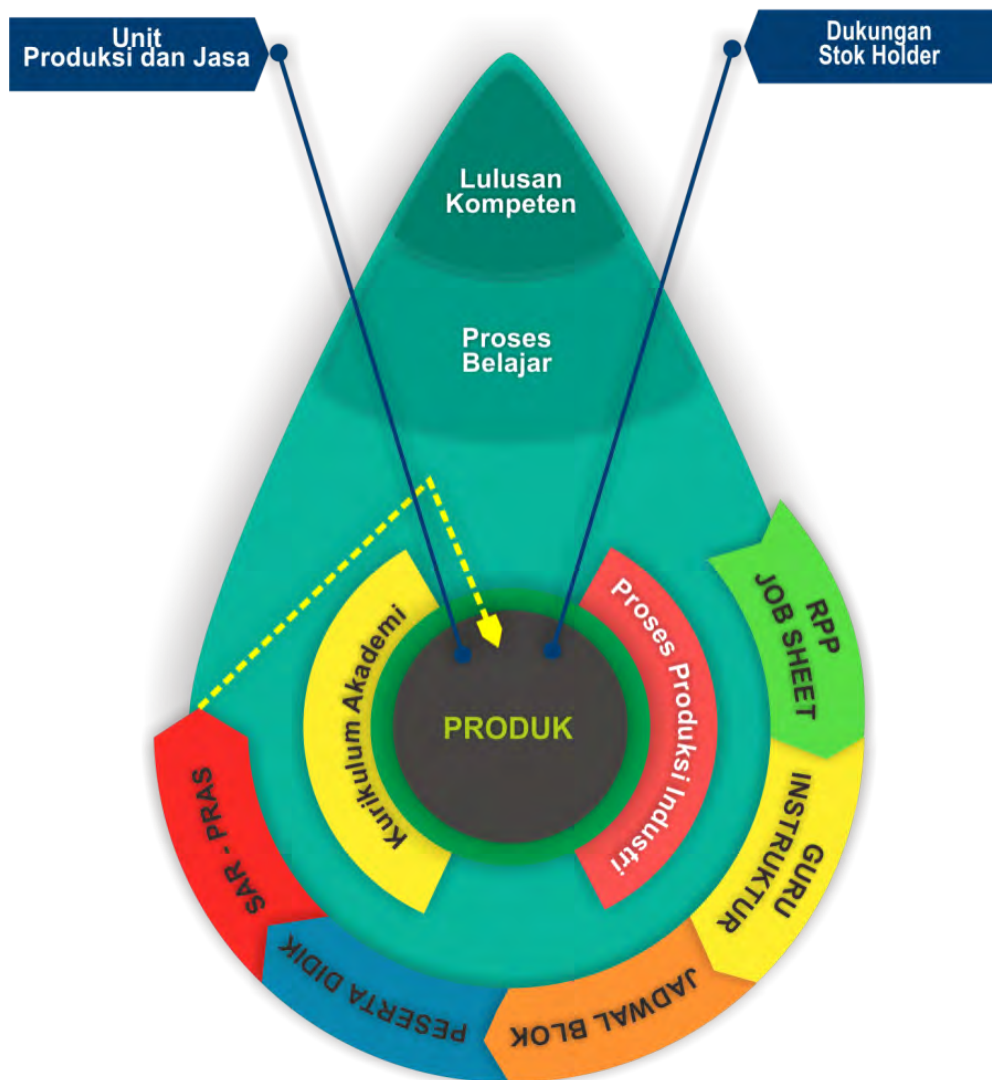 Unit
Produksi dan Jasa
Dukungan
Stok Holder
Lulusan
Kompeten
Proses
Belajar
Kurikulum Akademi
PRODUK
Proses Produksi Industri
RPP
JOB SHEET
GURU
INSTRUKTUR
JADWAL BLOK
PESERTA DIDIK
SAR - PRAS